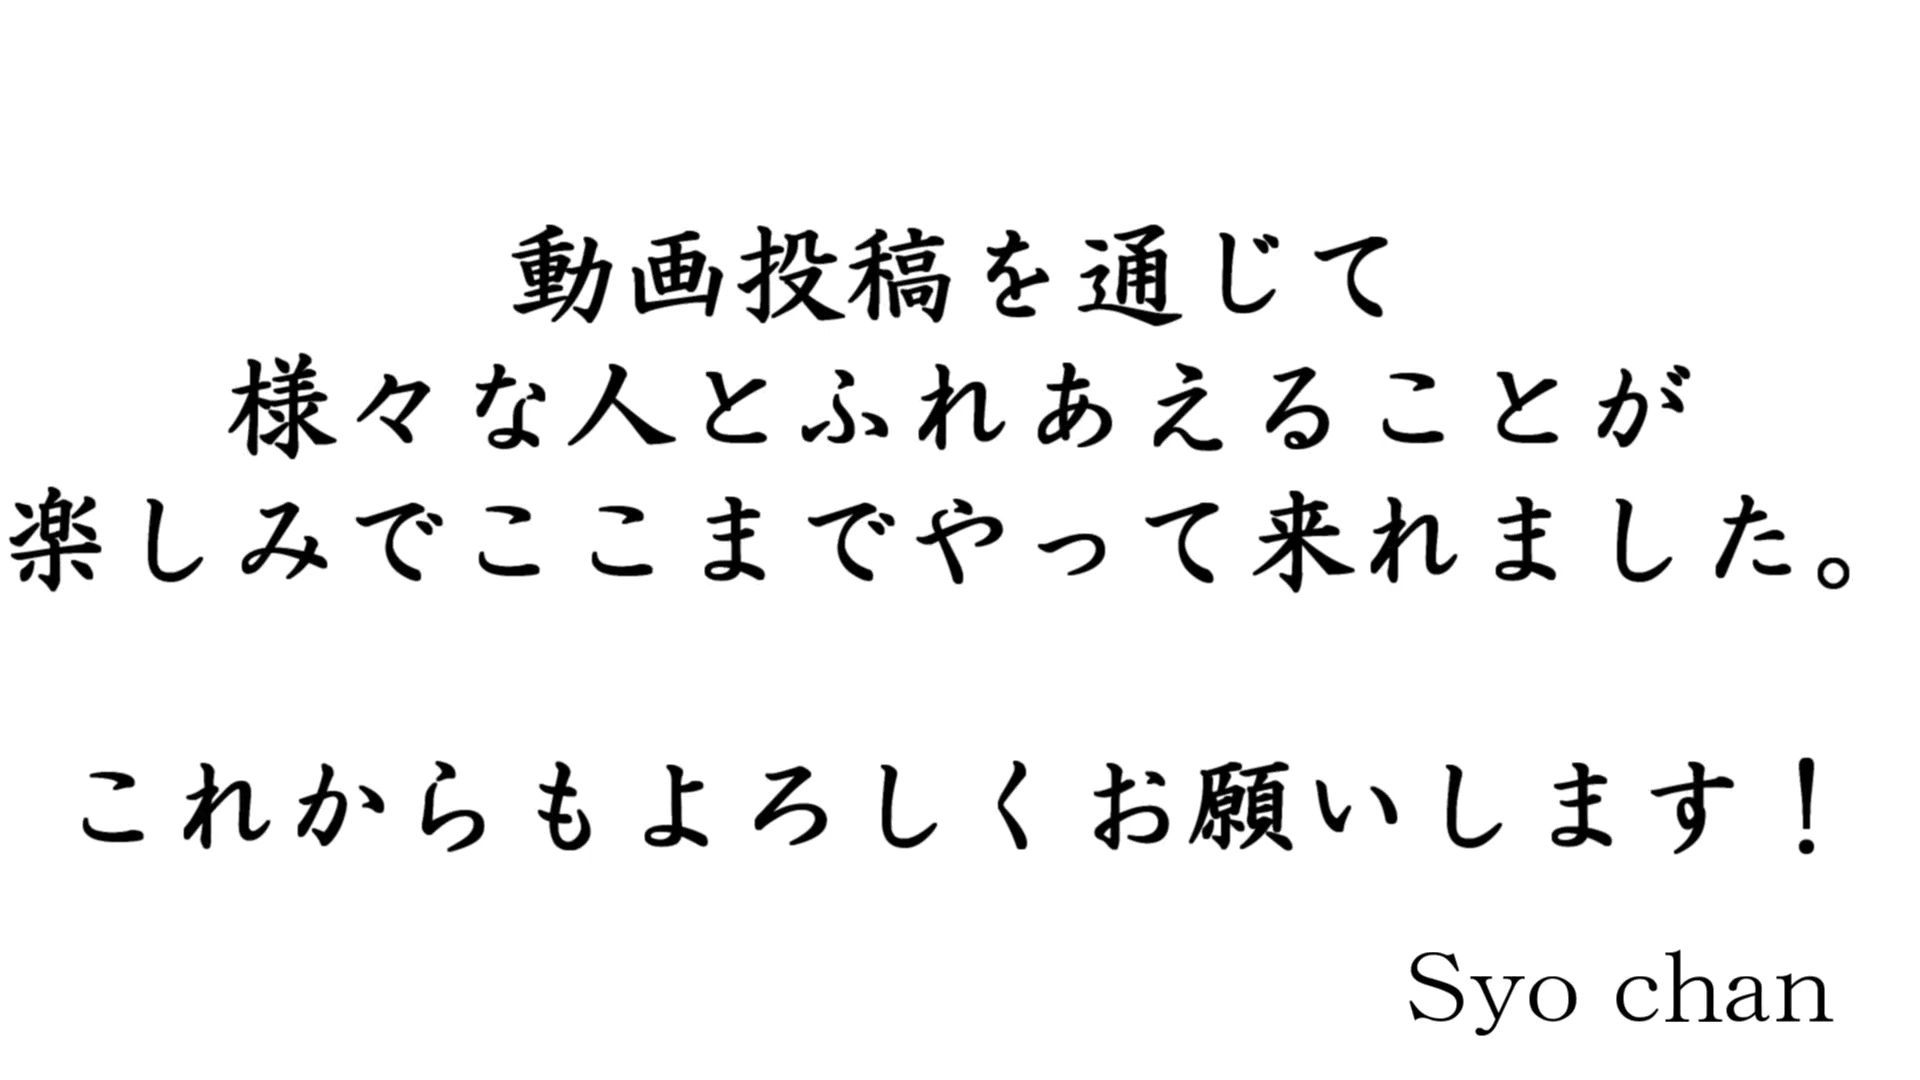 動画投稿を通じて
様々な人とふれあえることが
楽しみでここまでやって来れました。
これからもよろしくお願いします！
Syo chan